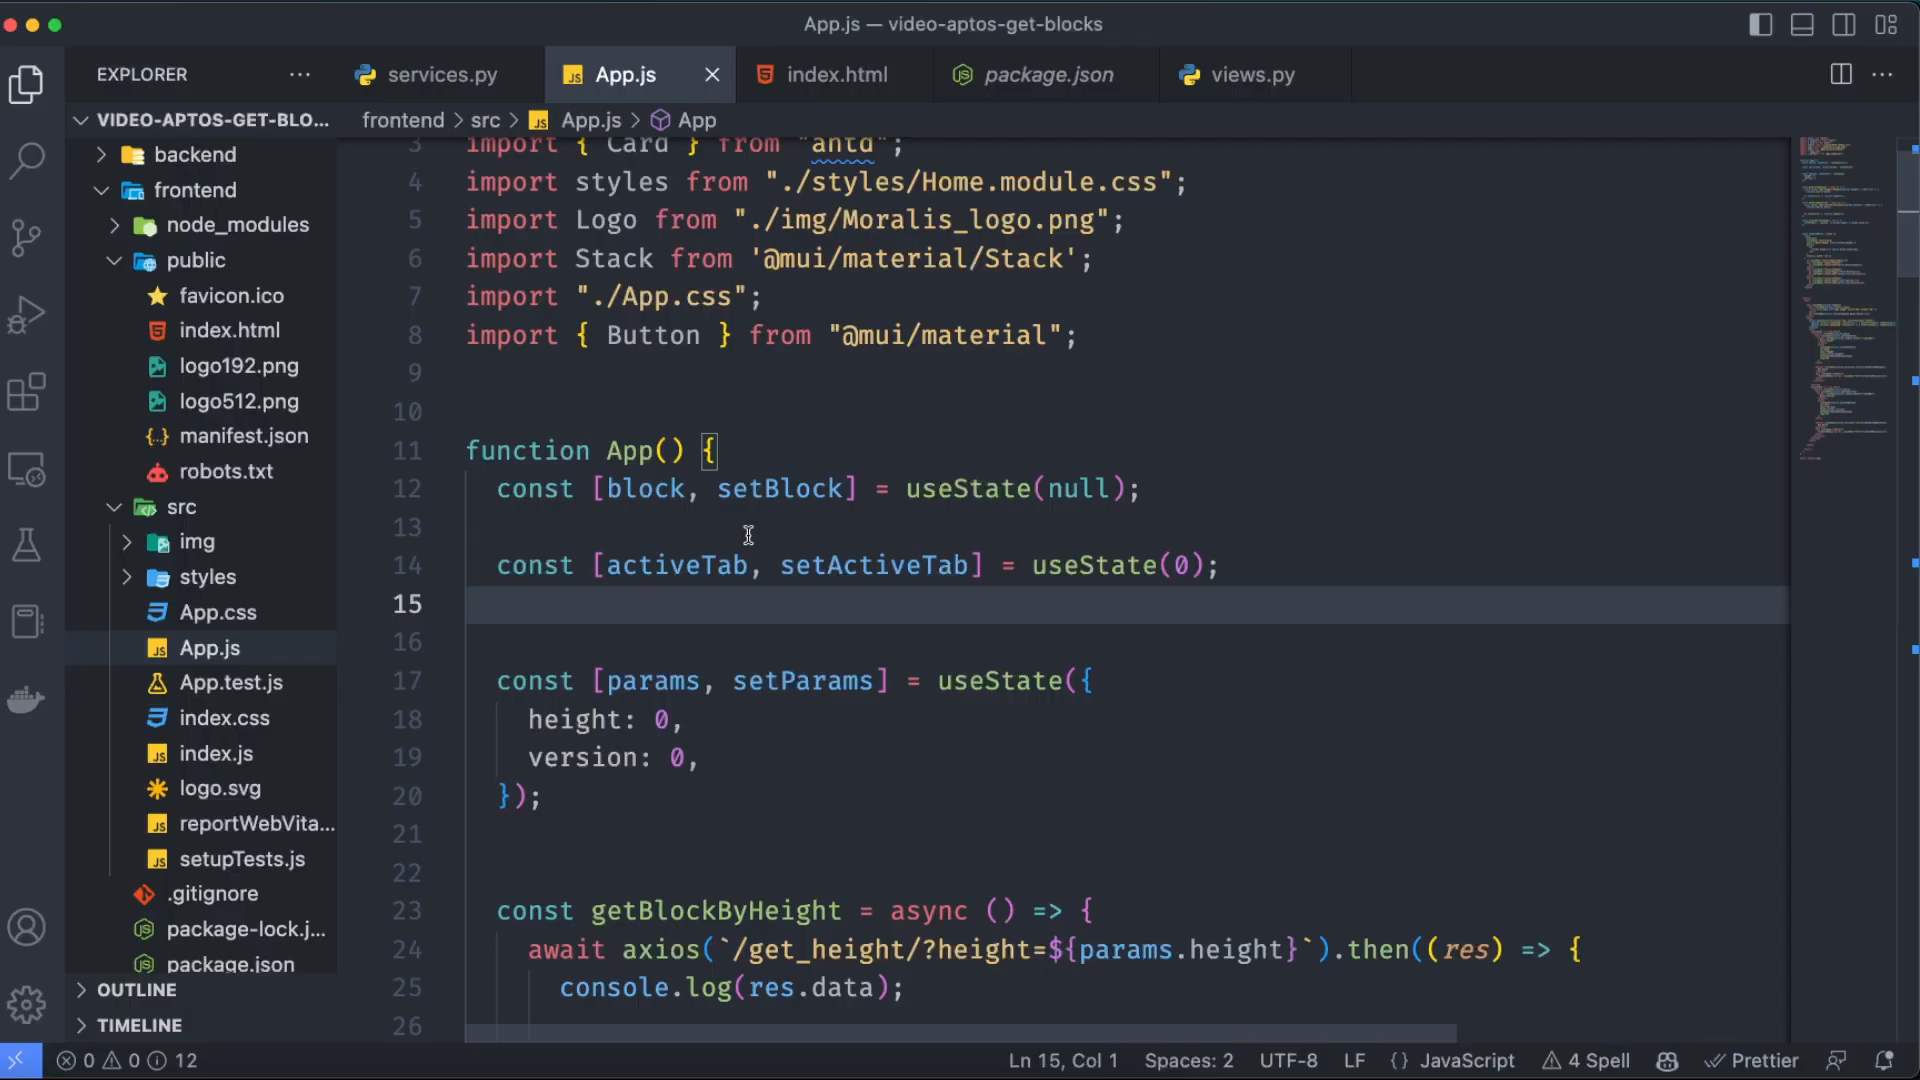 App.js — video-aptos-get-blocks
EXPLORER
services.py
App.js
index.html
package.json
views.py
VIDEO-APTOS-GET-BLO...
frontend > src > JS App.js > App
backend
frontend
node_modules
public
favicon.ico
index.html
logo192.png
logo512.png
manifest.json
robots.txt
src
img
styles
App.css
App.js
App.test.js
index.css
index.js
logo.svg
reportWebVita...
setupTests.js
.gitignore
package-lock.j...
package.json
OUTLINE
TIMELINE
3 import { Card } from "antd";
4 import styles from "./styles/Home.module.css";
5 import Logo from "./img/Moralis_logo.png";
6 import Stack from '@mui/material/Stack';
7 import "./App.css";
8 import { Button } from "@mui/material";
9
10
11 function App() {
12 const [block, setBlock] = useState(null);
13
14 const [activeTab, setActiveTab] = useState(0);
15
16
17 const [params, setParams] = useState({
18 height: 0,
19 version: 0,
20 });
21
22
23 const getBlockByHeight = async () => {
24 await axios(`/get_height/?height=${params.height}`).then((res) => {
25 console.log(res.data);
26
0 0 12
Ln 15, Col 1
Spaces: 2
UTF-8
LF
{} JavaScript
4 Spell
Prettier